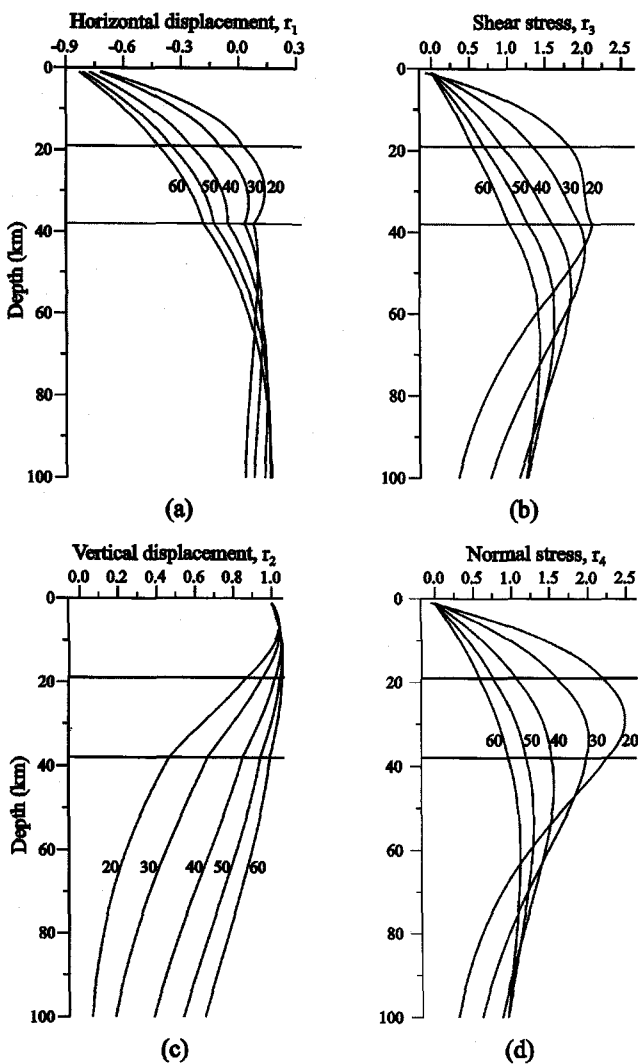 Horizontal displacement, r1
-0.9 -0.6 -0.3 0.0 0.3
0
20
40
60
80
100
Depth (km)
60 50 40 30 20
(a)
Shear stress, r3
0.0 0.5 1.0 1.5 2.0 2.5
0
20
40
60
80
100
60 50 40 30 20
(b)
Vertical displacement, r2
0.0 0.2 0.4 0.6 0.8 1.0
0
20
40
60
80
100
Depth (km)
20 30 40 50 60
(c)
Normal stress, r4
0.0 0.5 1.0 1.5 2.0 2.5
0
20
40
60
80
100
60 50 40 30 20
(d)